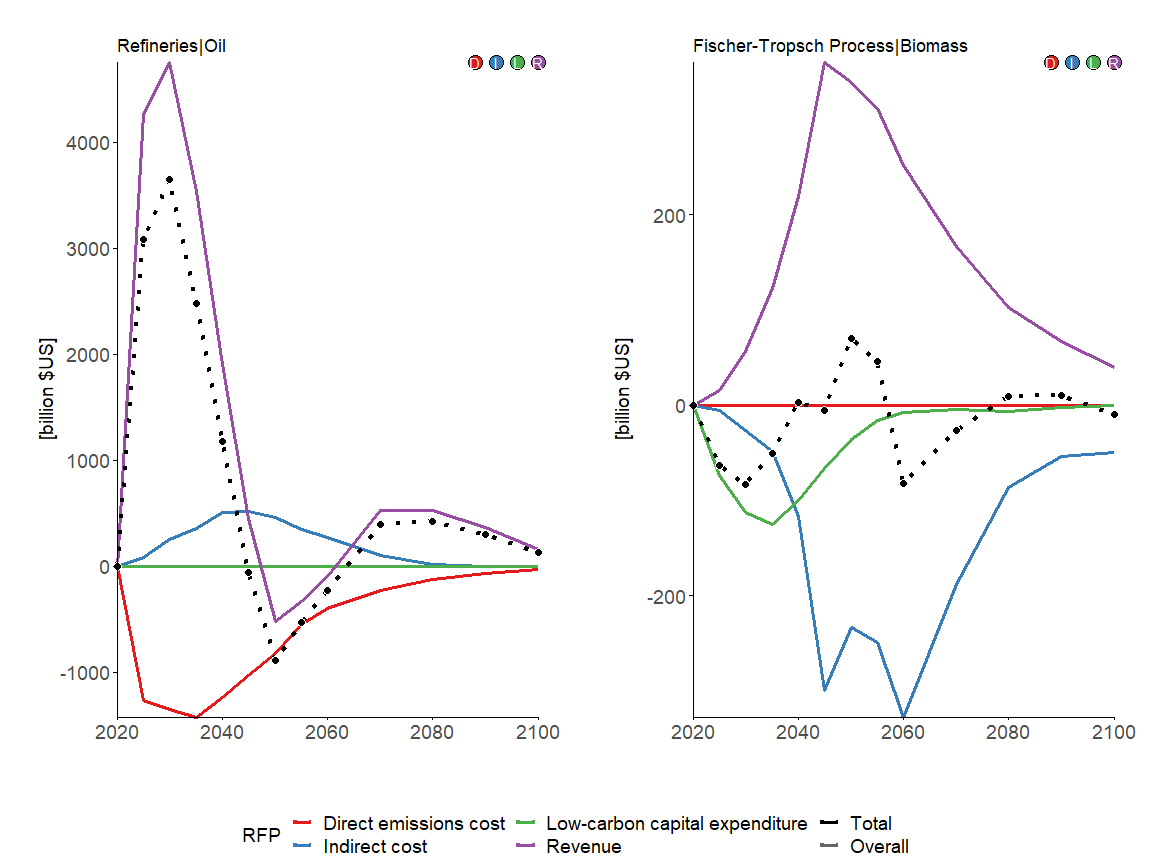 Refineries|Oil
D I L R
[billion $US]
4000
3000
2000
1000
0
-1000
2020 2040 2060 2080 2100
Fischer-Tropsch Process|Biomass
D I L R
[billion $US]
200
0
-200
2020 2040 2060 2080 2100
RFP
Direct emissions cost
Low-carbon capital expenditure
Total
Indirect cost
Revenue
Overall